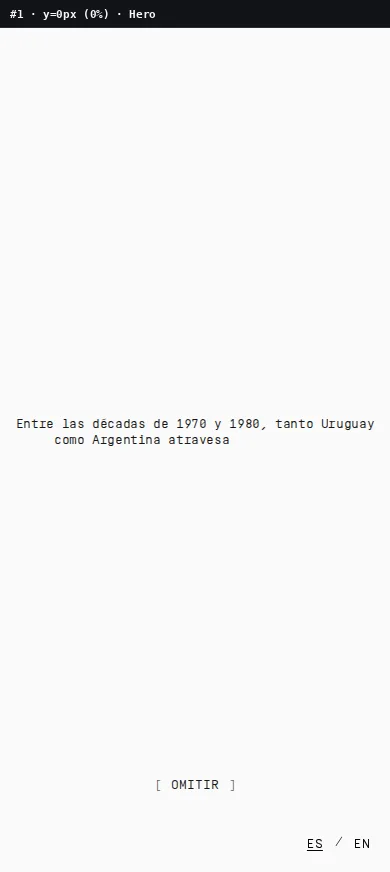 #1 · y=0px (0%) · Hero
Entre las décadas de 1970 y 1980, tanto Uruguay
como Argentina atravesa
[ OMITIR ]
ES / EN